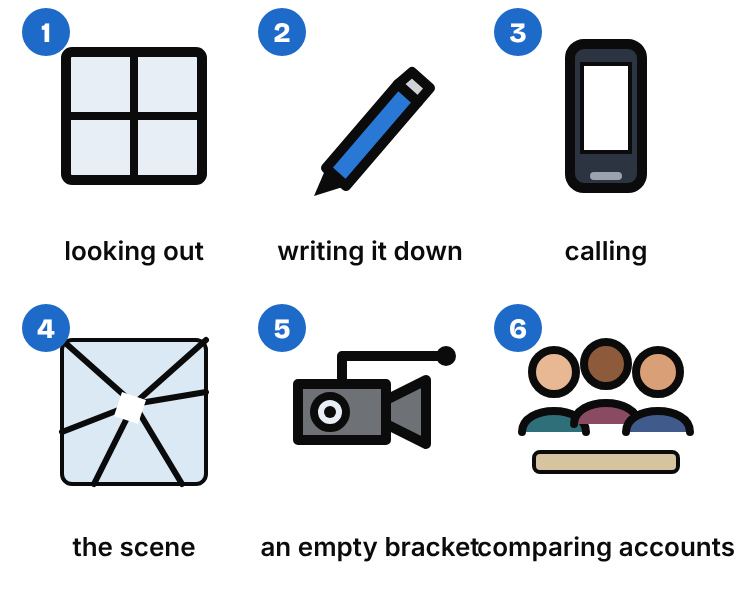 1
2
3
looking out
writing it down
calling
4
5
6
the scene
an empty bracket
comparing accounts